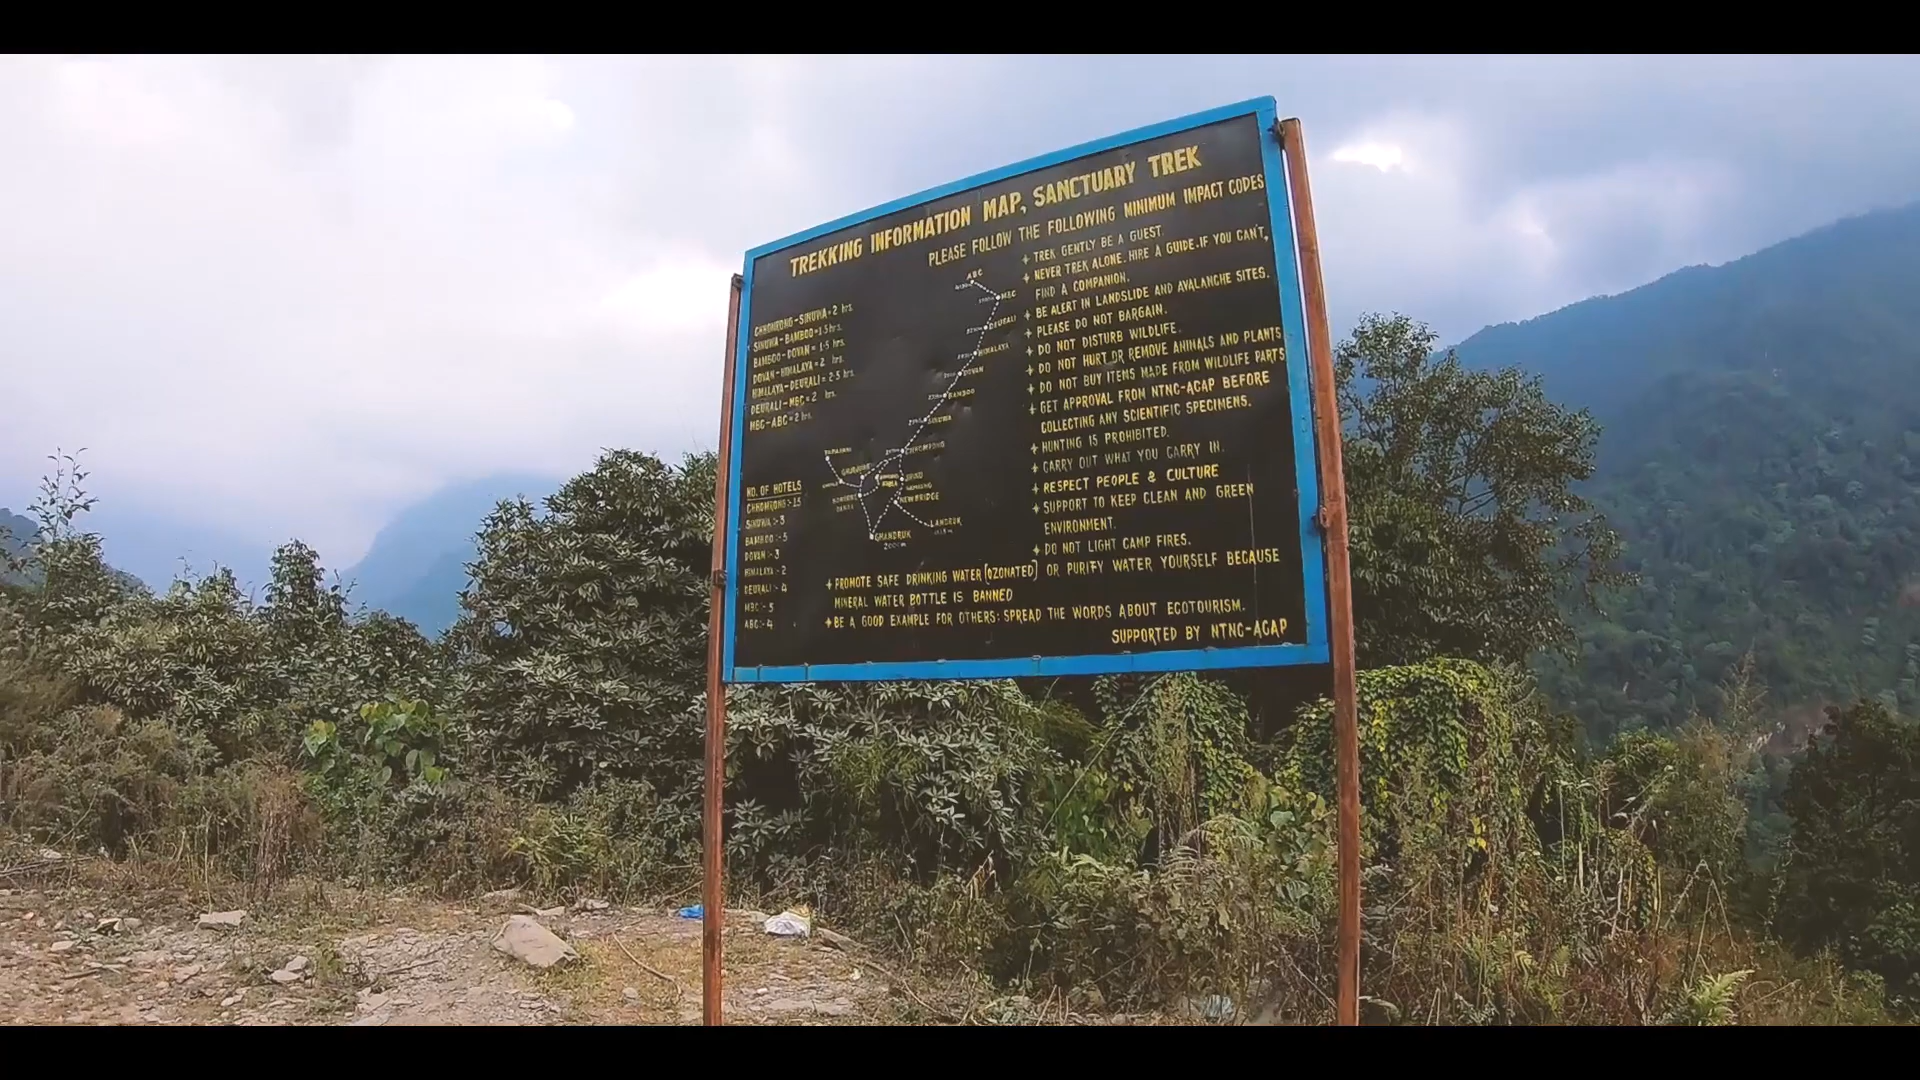 TREKKING INFORMATION MAP, SANCTUARY TREK
PLEASE FOLLOW THE FOLLOWING MINIMUM IMPACT CODES
+ TREK GENTLY BE A GUEST.
+ NEVER TREK ALONE. HIRE A GUIDE. IF YOU CAN'T,
FIND A COMPANION.
+ BE ALERT IN LANDSLIDE AND AVALANCHE SITES.
+ PLEASE DO NOT BARGAIN.
+ DO NOT DISTURB WILDLIFE.
+ DO NOT HURT OR REMOVE ANIMALS AND PLANTS
+ DO NOT BUY ITEMS MADE FROM WILDLIFE PARTS
+ GET APPROVAL FROM NTNC-ACAP BEFORE
COLLECTING ANY SCIENTIFIC SPECIMENS.
+ HUNTING IS PROHIBITED.
+ CARRY OUT WHAT YOU CARRY IN.
+ RESPECT PEOPLE & CULTURE
+ SUPPORT TO KEEP CLEAN AND GREEN
ENVIRONMENT.
+ DO NOT LIGHT CAMP FIRES.
+ PROMOTE SAFE DRINKING WATER (OZONATED) OR PURIFY WATER YOURSELF BECAUSE
MINERAL WATER BOTTLE IS BANNED
+ BE A GOOD EXAMPLE FOR OTHERS: SPREAD THE WORDS ABOUT ECOTOURISM.
SUPPORTED BY NTNC-ACAP
CHHOMRONG - SINUWA = 2 hrs.
SINUWA - BAMBOO = 1.5 hrs.
BAMBOO - DOVAN = 1.5 hrs.
DOVAN - HIMALAYA = 2 hrs.
HIMALAYA - DEURALI = 2.5 hrs.
DEURALI - MBC = 2 hrs.
MBC - ABC = 2 hrs.
ABC
MBC
DEURALI
HIMALAYA
DOVAN
BAMBOO
SINUWA
CHHOMRONG
NEW BRIDGE
LANDRUK
GHANDRUK
NO. OF HOTELS
CHHOMRONG :- 15
SINUWA :- 3
BAMBOO :- 5
DOVAN :- 3
HIMALAYA :- 2
DEURALI :- 4
MBC :- 5
ABC :- 4